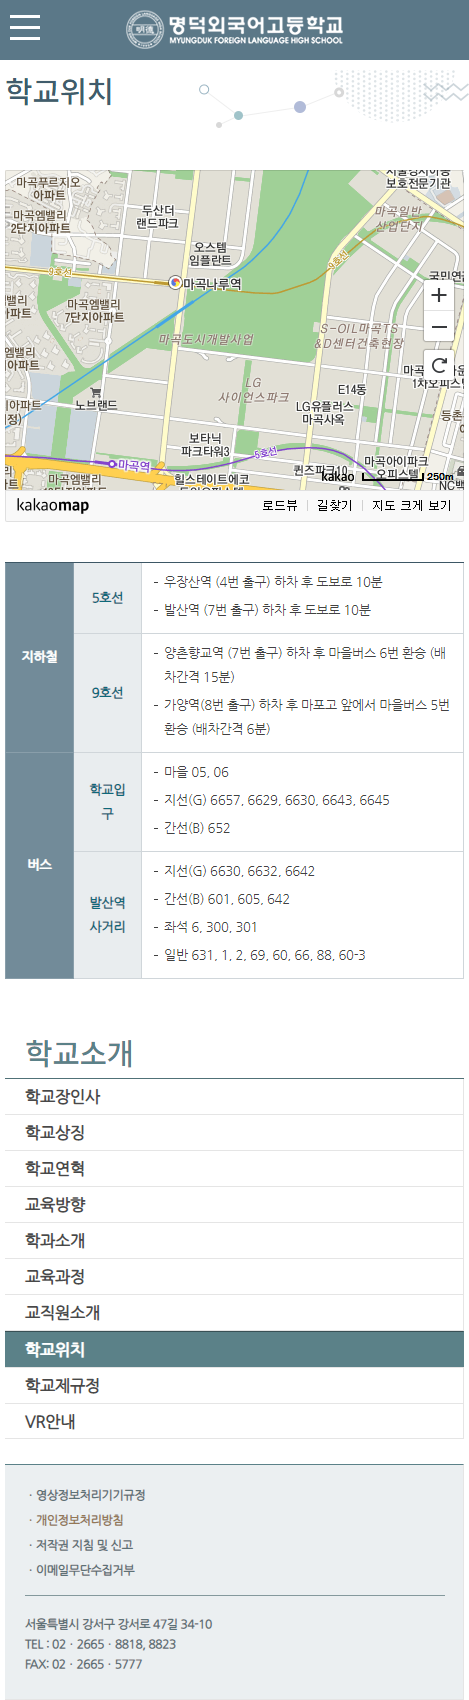 명덕외국어고등학교
MYUNGDUK FOREIGN LANGUAGE HIGH SCHOOL
학교위치
보호전문기관
마곡푸르지오
아파트
마곡엠밸리
2단지아파트
두산더
랜드파크
마곡일반
산업단지
오스템
임플란트
9호선
9호선
마곡나루역
마곡엠밸리
7단지아파트
마곡도시개발사업
S-OIL마곡TS
&D센터건축현장
LG
사이언스파크
E14동
LG유플러스
마곡사옥
노브랜드
보타닉
파크타워3
5호선
마곡역
마곡엠밸리
힐스테이트에코
퀸즈파크10
마곡아이파크
오피스텔
kakao 250m
kakaomap 로드뷰 길찾기 지도 크게 보기
지하철
5호선
- 우장산역 (4번 출구) 하차 후 도보로 10분
- 발산역 (7번 출구) 하차 후 도보로 10분
9호선
- 양촌향교역 (7번 출구) 하차 후 마을버스 6번 환승 (배
차간격 15분)
- 가양역(8번 출구) 하차 후 마포고 앞에서 마을버스 5번
환승 (배차간격 6분)
버스
학교입
구
- 마을 05, 06
- 지선(G) 6657, 6629, 6630, 6643, 6645
- 간선(B) 652
발산역
사거리
- 지선(G) 6630, 6632, 6642
- 간선(B) 601, 605, 642
- 좌석 6, 300, 301
- 일반 631, 1, 2, 69, 60, 66, 88, 60-3
학교소개
학교장인사
학교상징
학교연혁
교육방향
학과소개
교육과정
교직원소개
학교위치
학교제규정
VR안내
· 영상정보처리기기규정
· 개인정보처리방침
· 저작권 지침 및 신고
· 이메일무단수집거부
서울특별시 강서구 강서로 47길 34-10
TEL : 02 · 2665 · 8818, 8823
FAX: 02 · 2665 · 5777